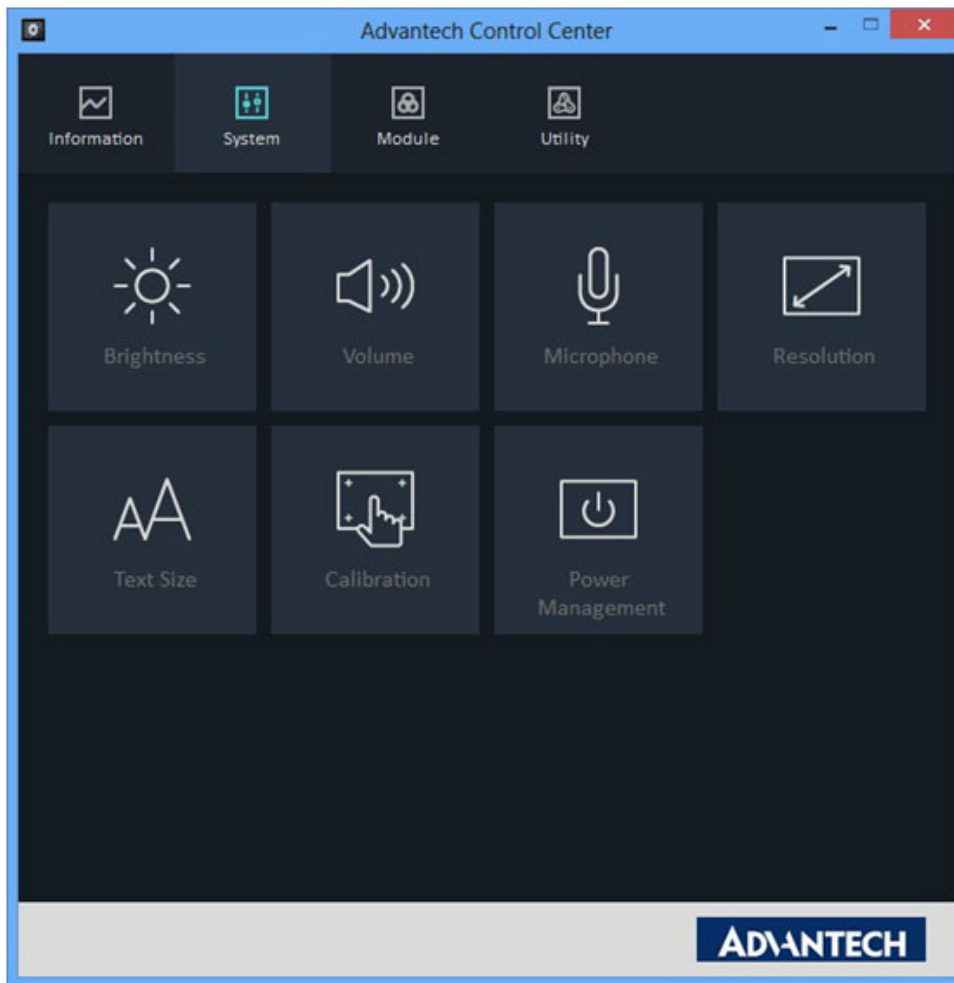 Advantech Control Center
Information System Module Utility
Brightness Volume Microphone Resolution
Text Size Calibration Power
Management
ADVANTECH